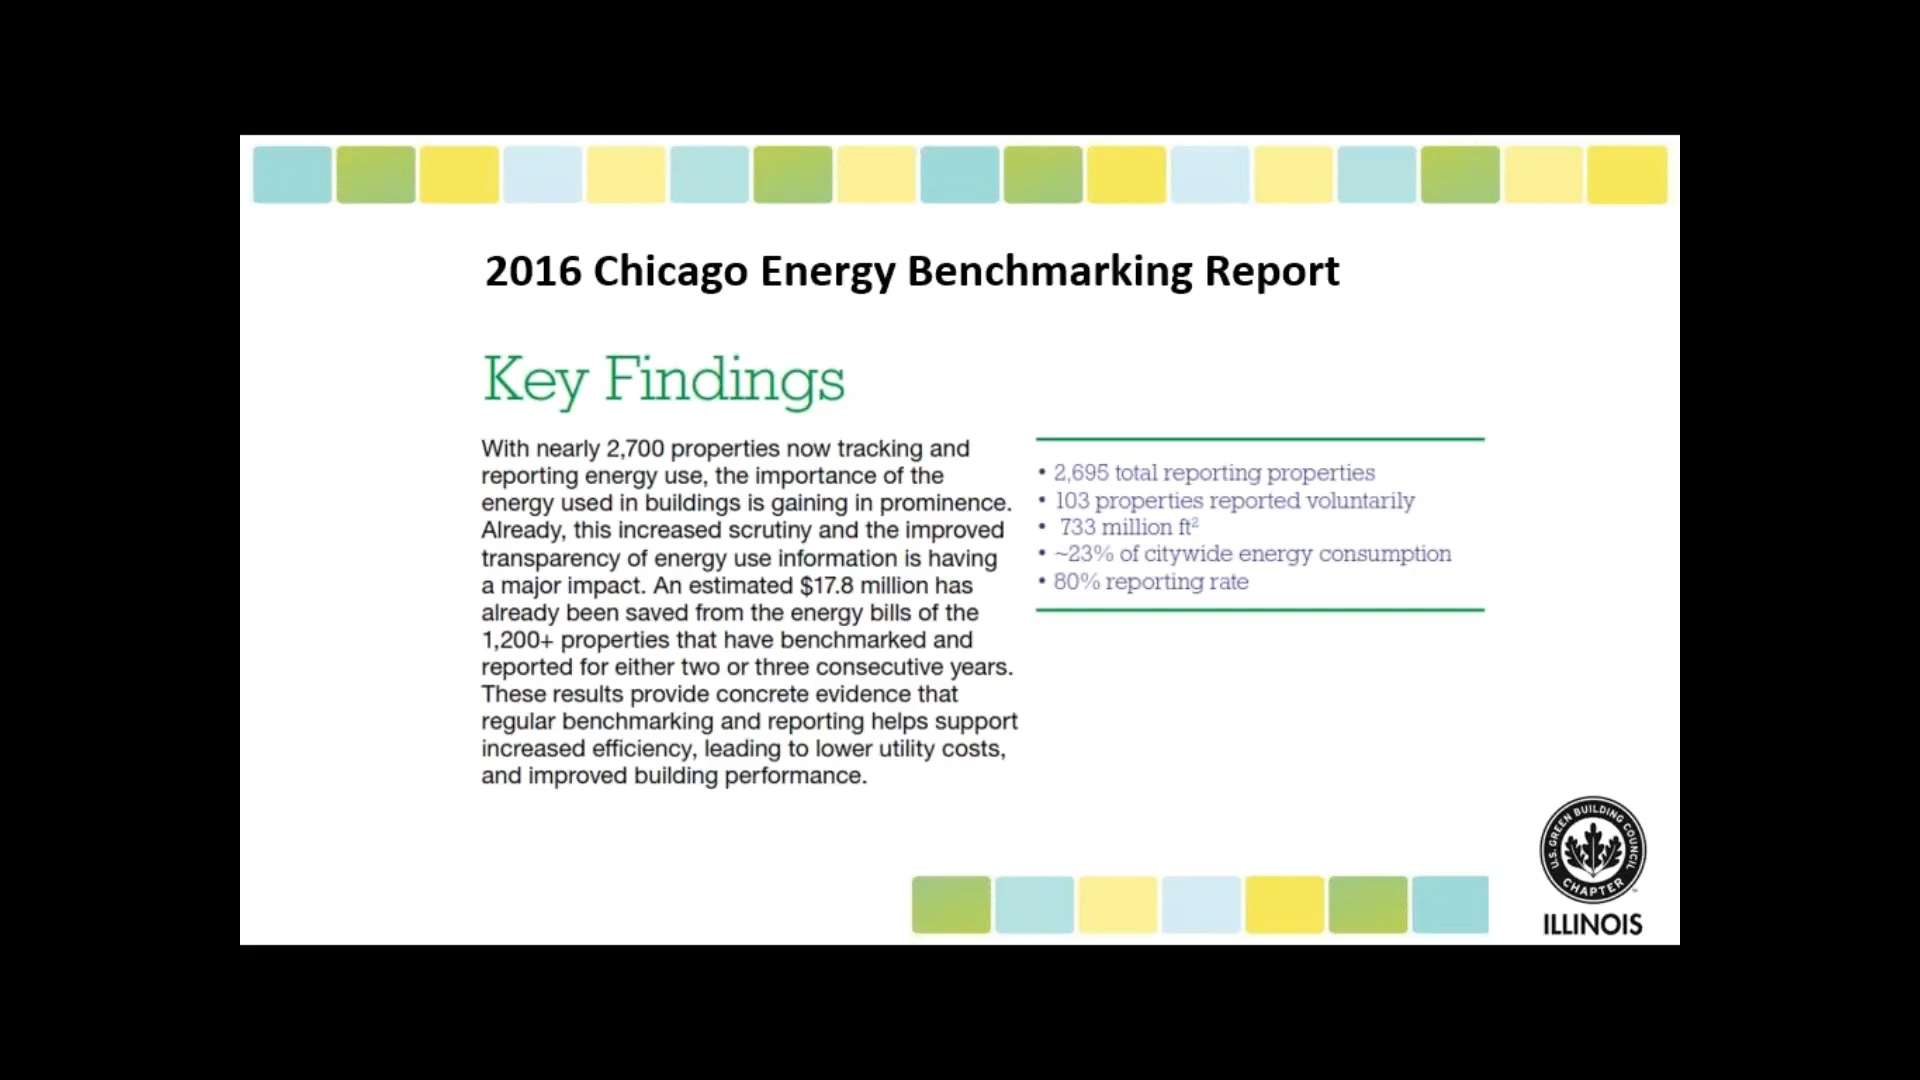 2016 Chicago Energy Benchmarking Report
Key Findings
With nearly 2,700 properties now tracking and
reporting energy use, the importance of the
energy used in buildings is gaining in prominence.
Already, this increased scrutiny and the improved
transparency of energy use information is having
a major impact. An estimated $17.8 million has
already been saved from the energy bills of the
1,200+ properties that have benchmarked and
reported for either two or three consecutive years.
These results provide concrete evidence that
regular benchmarking and reporting helps support
increased efficiency, leading to lower utility costs,
and improved building performance.
• 2,695 total reporting properties
• 103 properties reported voluntarily
• 733 million ft²
• ~23% of citywide energy consumption
• 80% reporting rate
U.S. GREEN BUILDING COUNCIL
CHAPTER
ILLINOIS